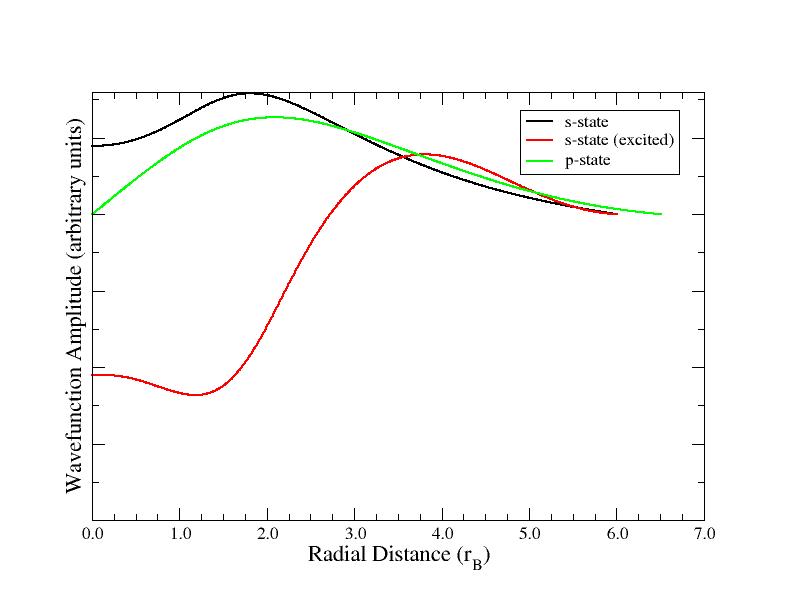 Wavefunction Amplitude (arbitrary units)
s-state
s-state (excited)
p-state
0.0 1.0 2.0 3.0 4.0 5.0 6.0 7.0
Radial Distance (r_B)